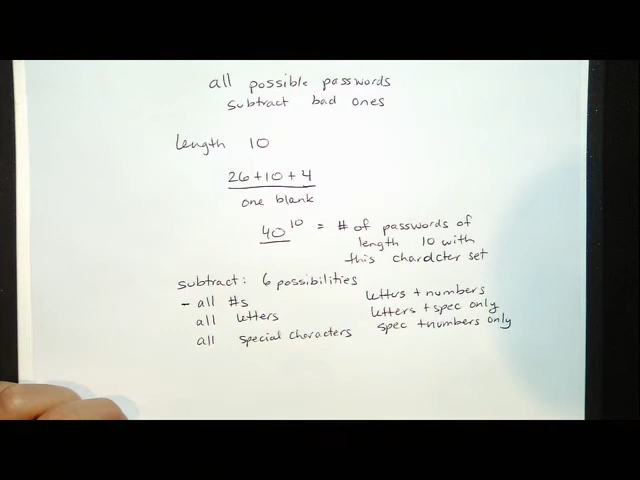 all possible passwords
subtract bad ones
length 10
26+10+4
one blank
40^10 = # of passwords of
length 10 with
this character set
subtract: 6 possibilities
- all #s
all letters
all special characters
letters + numbers
letters + spec only
spec + numbers only